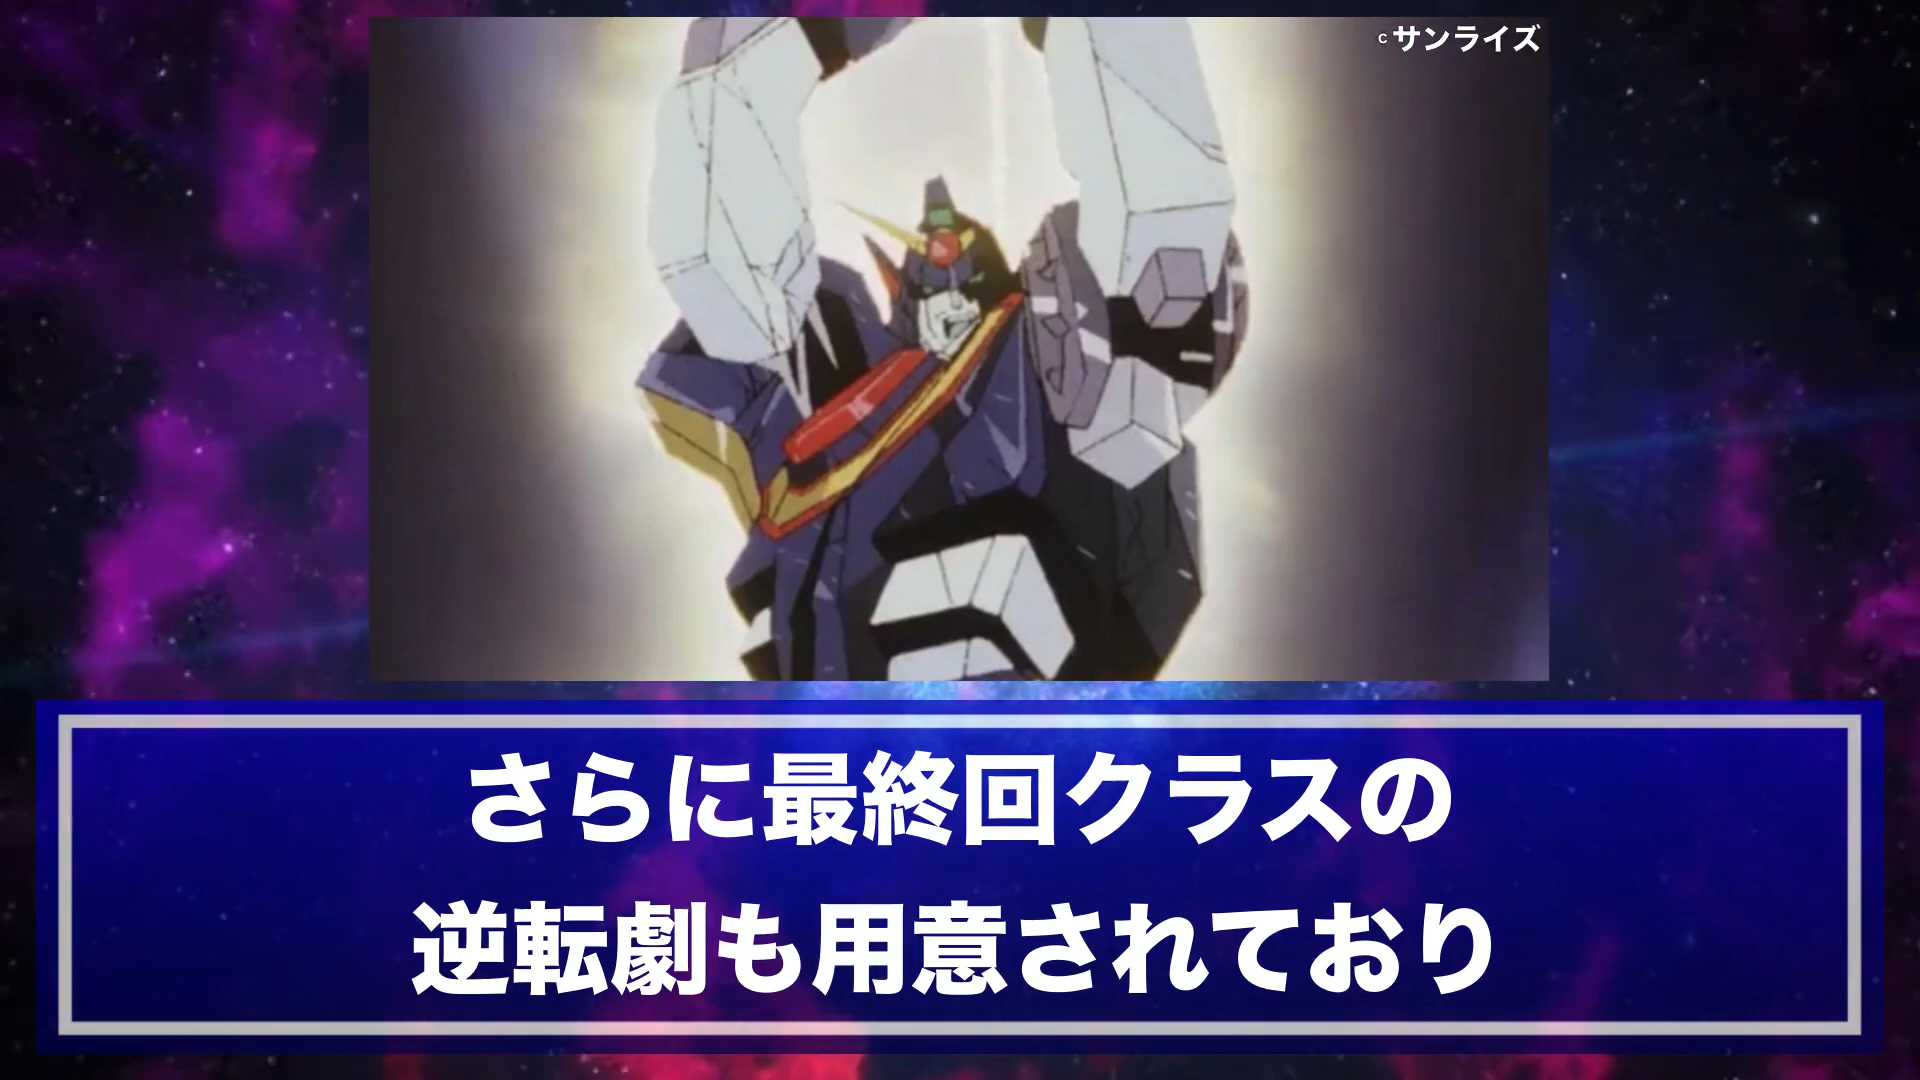 cサンライズ
さらに最終回クラスの
逆転劇も用意されており